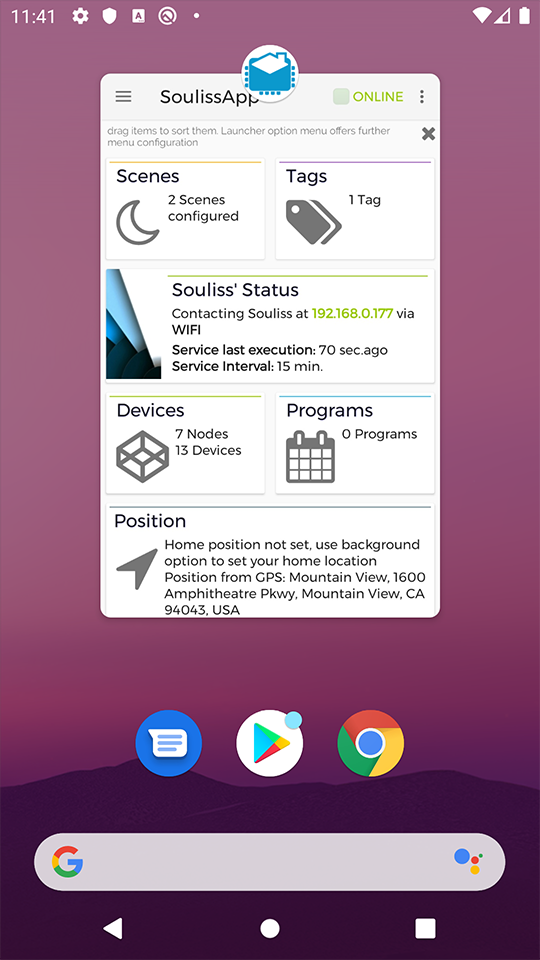 11:41
A
SoulissApp
ONLINE
drag items to sort them. Launcher option menu offers further
menu configuration
Scenes
2 Scenes
configured
Tags
1 Tag
Souliss' Status
Contacting Souliss at 192.168.0.177 via
WIFI
Service last execution: 70 sec.ago
Service Interval: 15 min.
Devices
7 Nodes
13 Devices
Programs
0 Programs
Position
Home position not set, use background
option to set your home location
Position from GPS: Mountain View, 1600
Amphitheatre Pkwy, Mountain View, CA
94043, USA
G